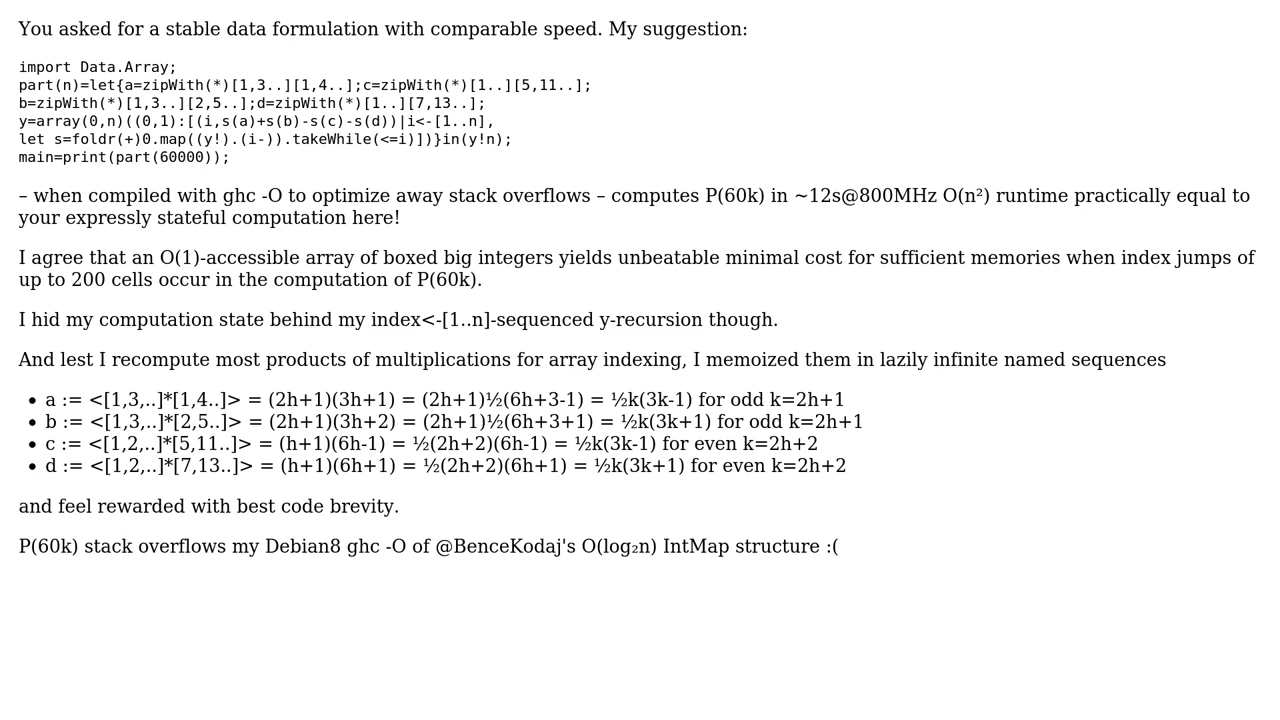 You asked for a stable data formulation with comparable speed. My suggestion:
import Data.Array;
part(n)=let{a=zipWith(*)[1,3..][1,4..];c=zipWith(*)[1..][5,11..];
b=zipWith(*)[1,3..][2,5..];d=zipWith(*)[1..][7,13..];
y=array(0,n)((0,1):[(i,s(a)+s(b)-s(c)-s(d))|i<-[1..n],
let s=foldr(+)0.map((y!).(i-)).takeWhile(<=i)])}in(y!n);
main=print(part(60000));
– when compiled with ghc -O to optimize away stack overflows – computes P(60k) in ~12s@800MHz O(n²) runtime practically equal to
your expressly stateful computation here!
I agree that an O(1)-accessible array of boxed big integers yields unbeatable minimal cost for sufficient memories when index jumps of
up to 200 cells occur in the computation of P(60k).
I hid my computation state behind my index<-[1..n]-sequenced y-recursion though.
And lest I recompute most products of multiplications for array indexing, I memoized them in lazily infinite named sequences
• a := <[1,3,..]*[1,4..]> = (2h+1)(3h+1) = (2h+1)½(6h+3-1) = ½k(3k-1) for odd k=2h+1
• b := <[1,3,..]*[2,5..]> = (2h+1)(3h+2) = (2h+1)½(6h+3+1) = ½k(3k+1) for odd k=2h+1
• c := <[1,2,..]*[5,11..]> = (h+1)(6h-1) = ½(2h+2)(6h-1) = ½k(3k-1) for even k=2h+2
• d := <[1,2,..]*[7,13..]> = (h+1)(6h+1) = ½(2h+2)(6h+1) = ½k(3k+1) for even k=2h+2
and feel rewarded with best code brevity.
P(60k) stack overflows my Debian8 ghc -O of @BenceKodaj's O(log₂n) IntMap structure :(